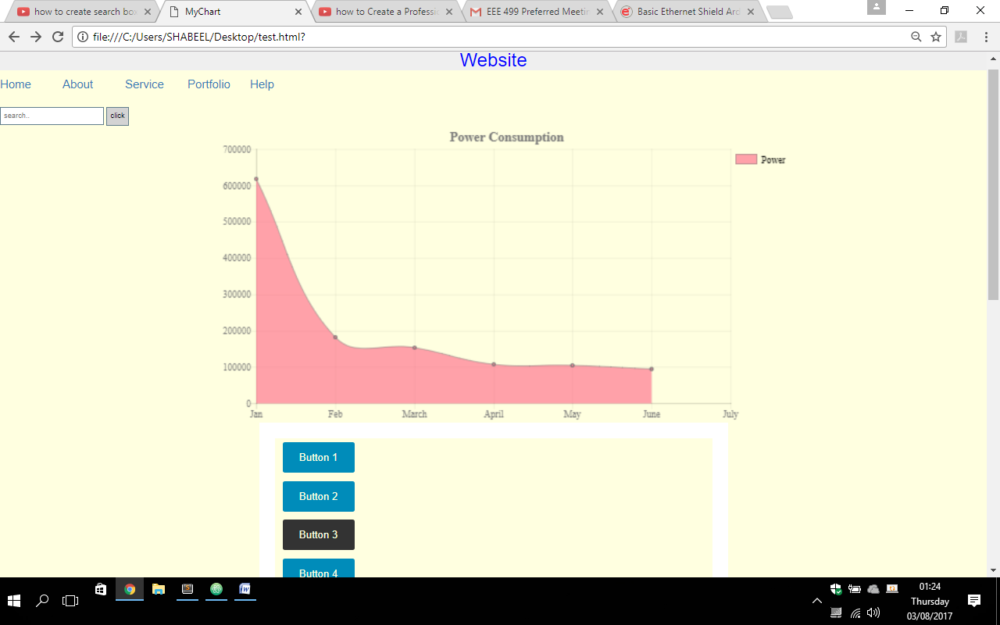 how to create search box
MyChart
how to Create a Professio
EEE 499 Preferred Meetin
Basic Ethernet Shield Ard
file:///C:/Users/SHABEEL/Desktop/test.html?
Website
Home About Service Portfolio Help
search.. click
Power Consumption
Power
700000
600000
500000
400000
300000
200000
100000
0
Jan Feb March April May June July
Button 1
Button 2
Button 3
Button 4
01:24
Thursday
03/08/2017